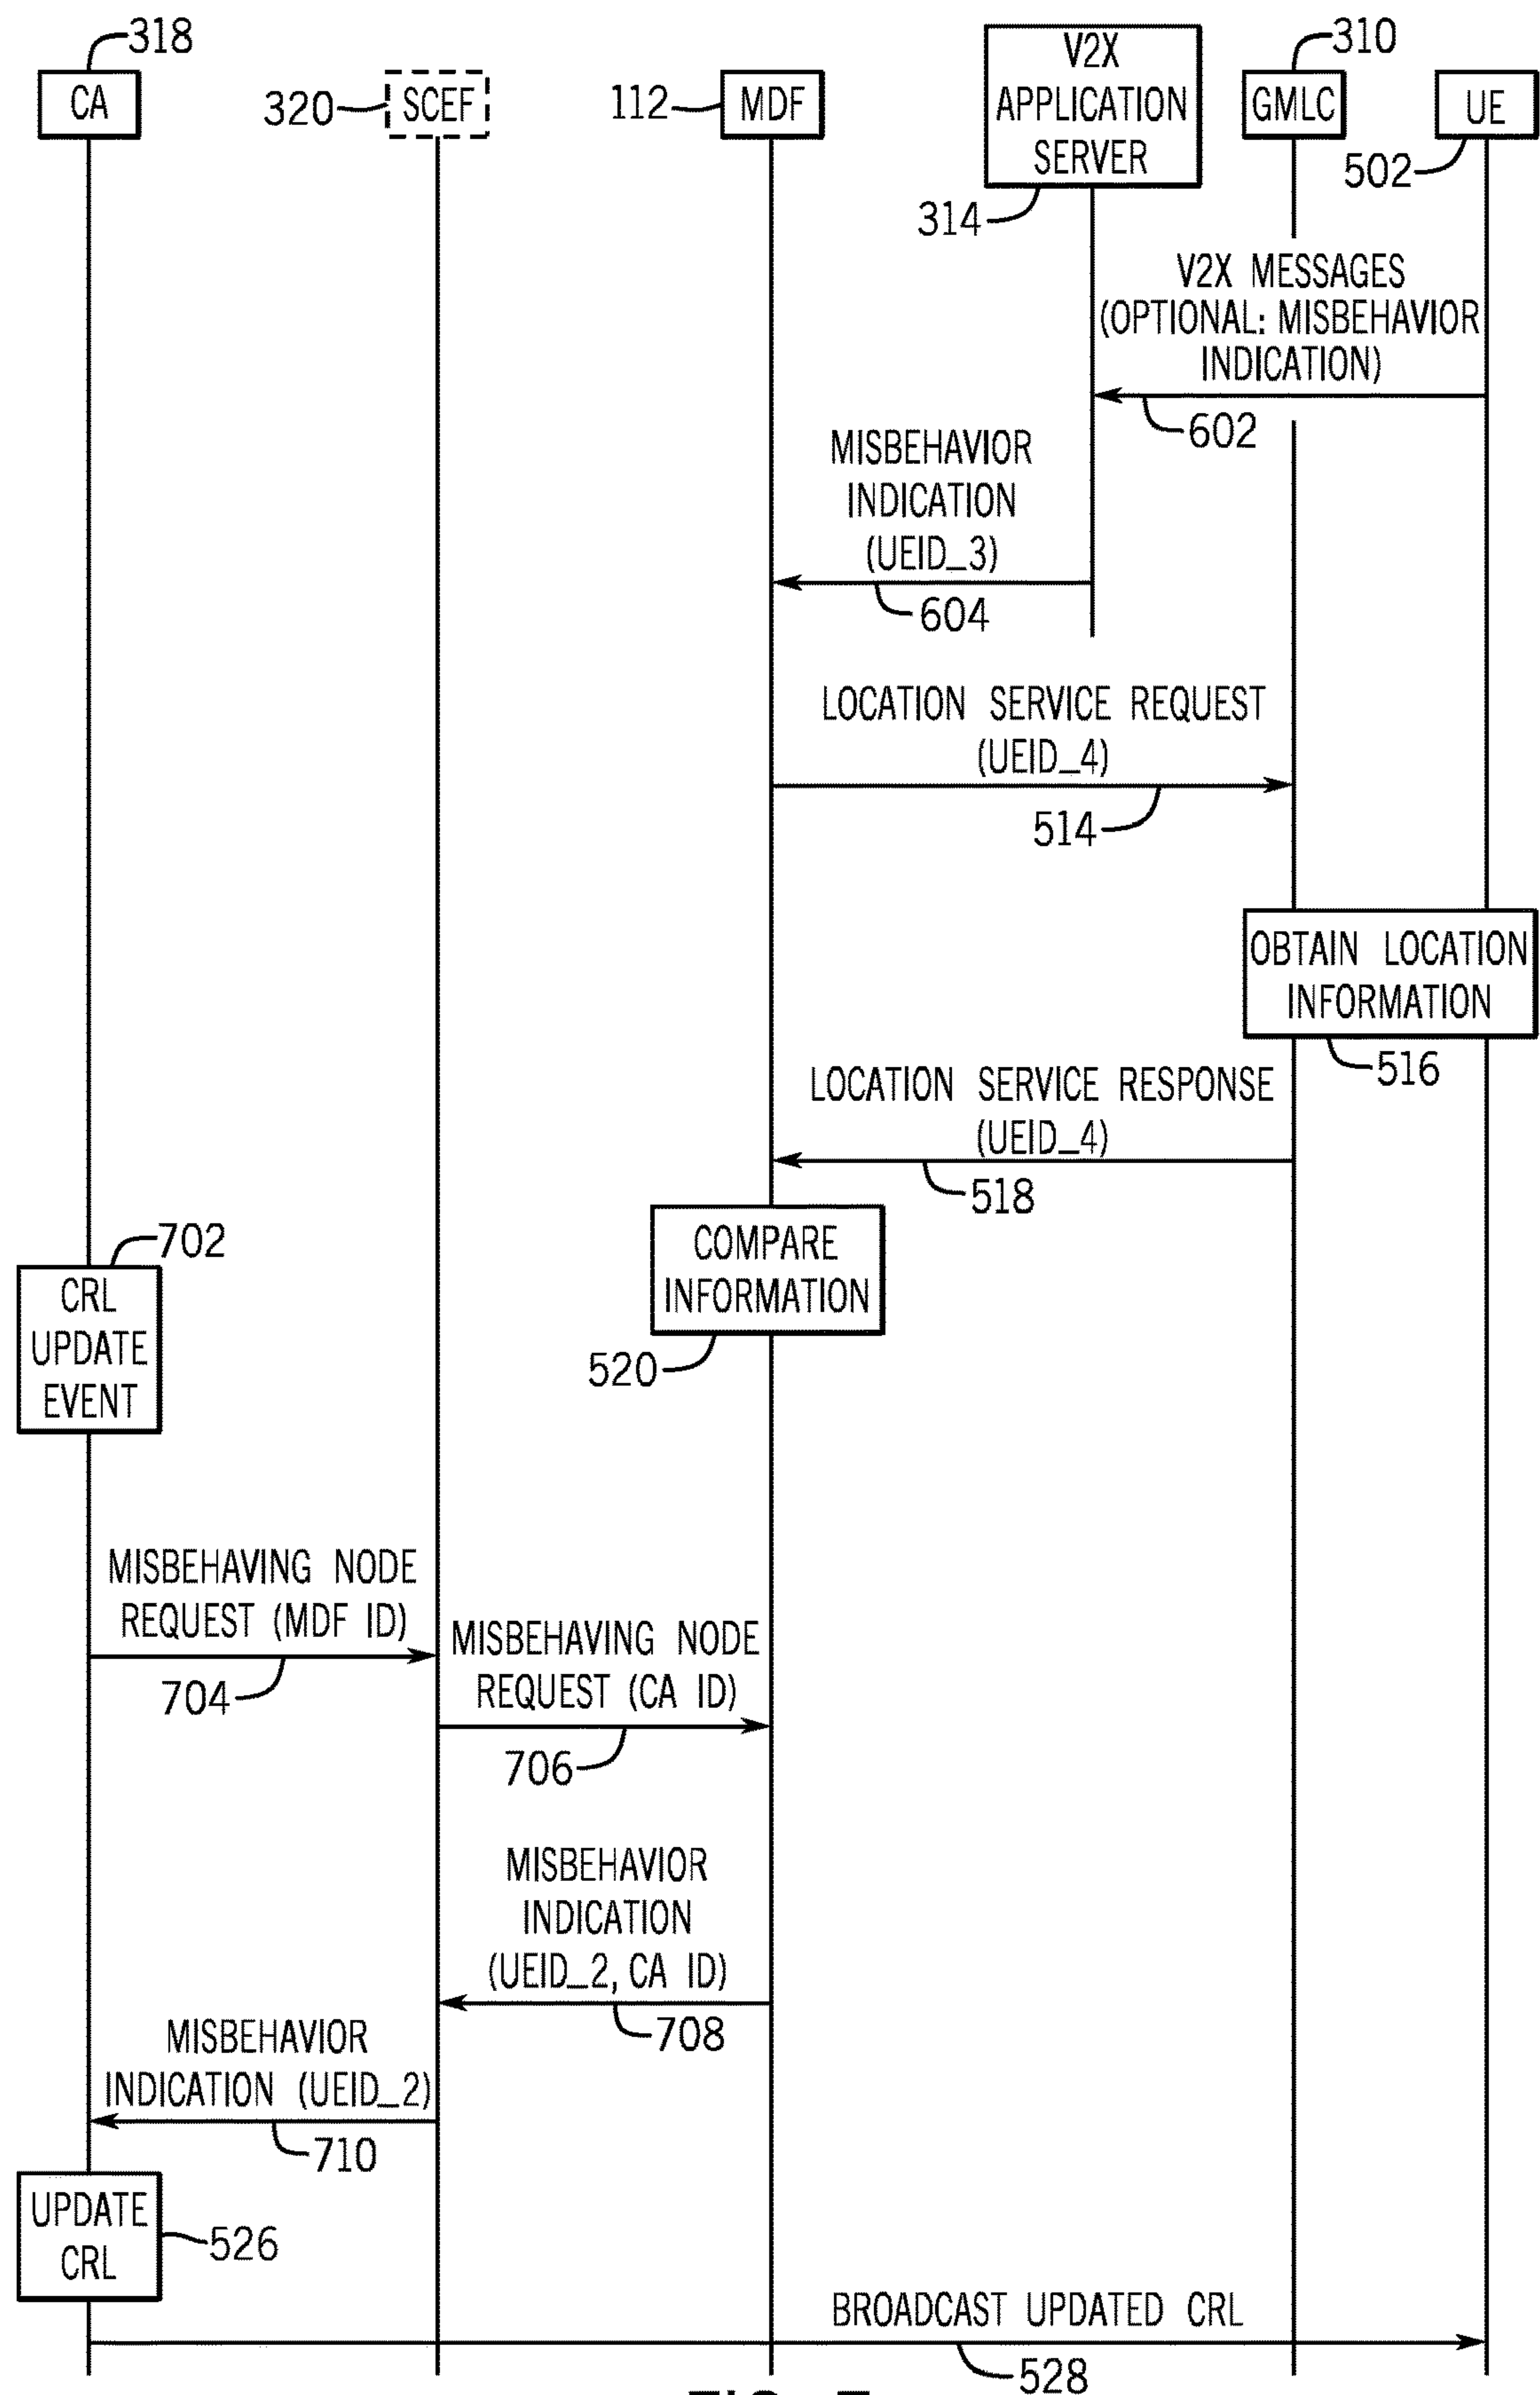 318
CA
320
SCEF
112
MDF
V2X
APPLICATION
SERVER
314
310
GMLC
UE
502
V2X MESSAGES
(OPTIONAL: MISBEHAVIOR
INDICATION)
602
MISBEHAVIOR
INDICATION
(UEID_3)
604
LOCATION SERVICE REQUEST
(UEID_4)
514
OBTAIN LOCATION
INFORMATION
516
LOCATION SERVICE RESPONSE
(UEID_4)
518
COMPARE
INFORMATION
520
702
CRL
UPDATE
EVENT
MISBEHAVING NODE
REQUEST (MDF ID)
704
MISBEHAVING NODE
REQUEST (CA ID)
706
MISBEHAVIOR
INDICATION
(UEID_2, CA ID)
708
MISBEHAVIOR
INDICATION (UEID_2)
710
UPDATE
CRL
526
BROADCAST UPDATED CRL
528